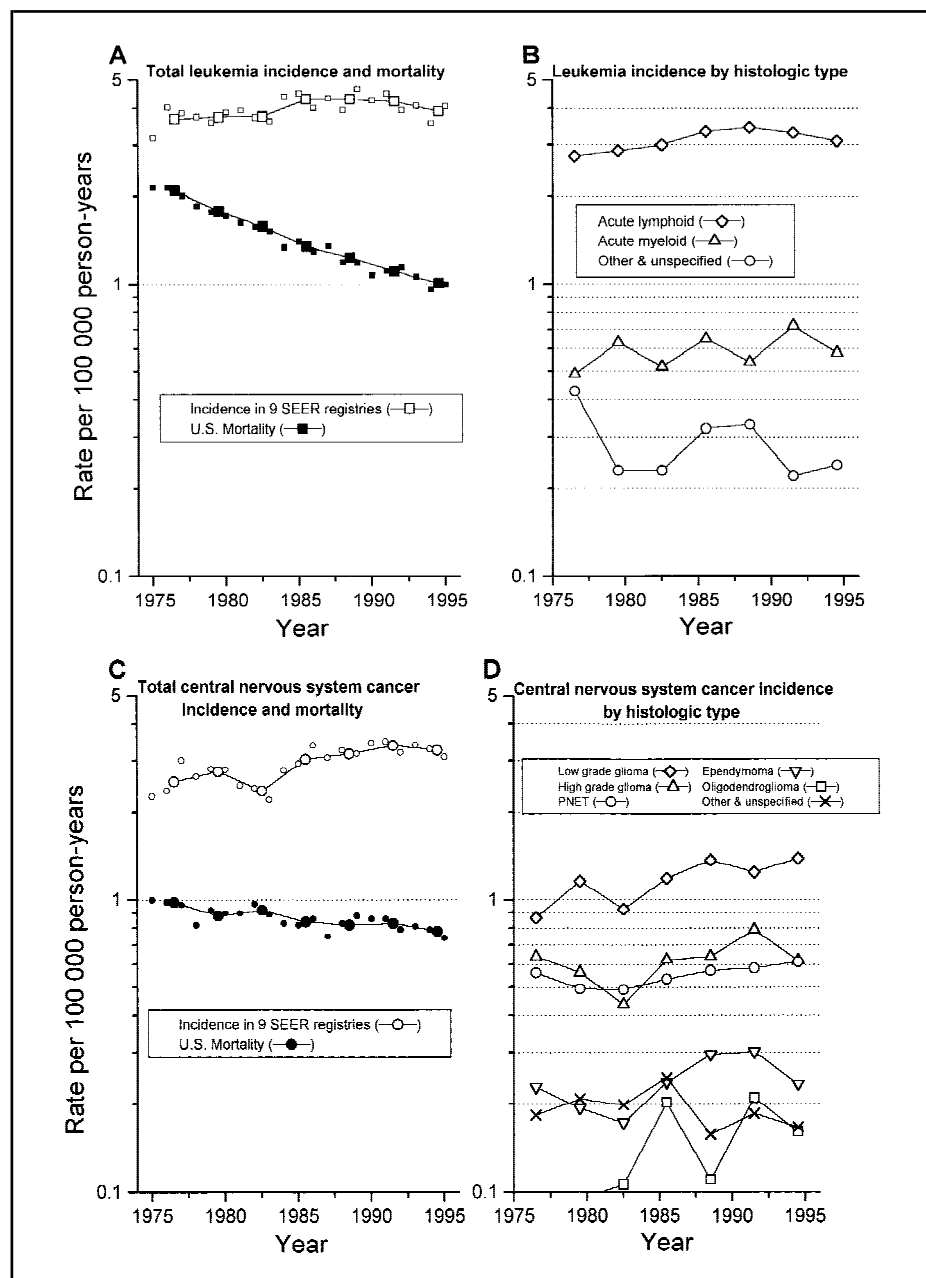 A
Total leukemia incidence and mortality
5
1
0.1
Rate per 100 000 person-years
Incidence in 9 SEER registries
U.S. Mortality
1975 1980 1985 1990 1995
Year
B
Leukemia incidence by histologic type
5
1
0.1
Acute lymphoid
Acute myeloid
Other & unspecified
1975 1980 1985 1990 1995
Year
C
Total central nervous system cancer
incidence and mortality
5
1
0.1
Rate per 100 000 person-years
Incidence in 9 SEER registries
U.S. Mortality
1975 1980 1985 1990 1995
Year
D
Central nervous system cancer incidence
by histologic type
5
1
0.1
Low grade glioma Ependymoma
High grade glioma Oligodendroglioma
PNET Other & unspecified
1975 1980 1985 1990 1995
Year